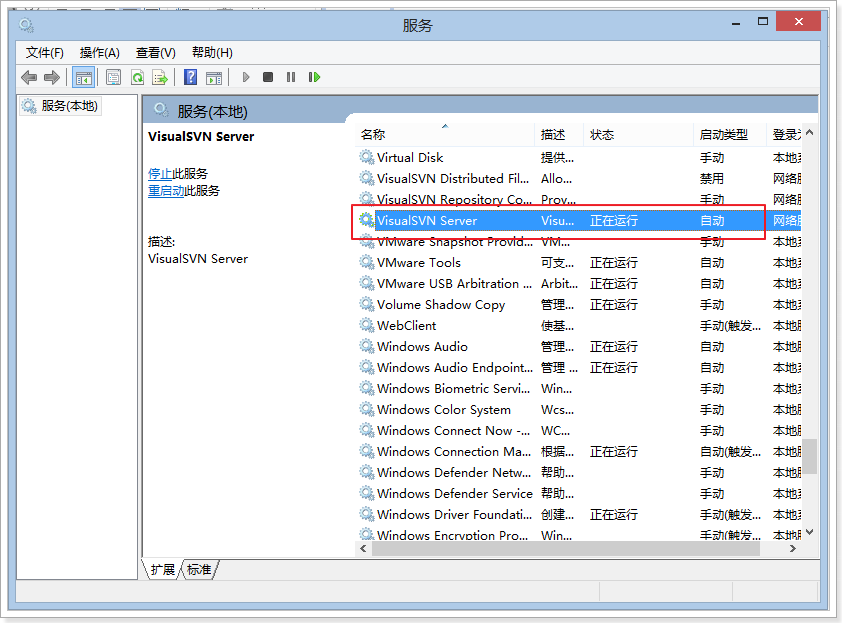 服务
文件(F) 操作(A) 查看(V) 帮助(H)
服务(本地)
服务(本地)
VisualSVN Server
停止此服务
重启动此服务
描述:
VisualSVN Server
名称 描述 状态 启动类型 登录为
Virtual Disk 提供... 手动 本地系
VisualSVN Distributed Fil... Allo... 禁用 网络服
VisualSVN Repository Co... Prov... 手动 网络服
VisualSVN Server Visu... 正在运行 自动 网络服
VMware Snapshot Provid... VM... 手动 本地系
VMware Tools 可支... 正在运行 自动 本地系
VMware USB Arbitration ... Arbit... 正在运行 自动 本地系
Volume Shadow Copy 管理... 正在运行 手动 本地系
WebClient 使基... 手动(触发... 本地服
Windows Audio 管理... 正在运行 自动 本地服
Windows Audio Endpoint... 管理 ... 正在运行 自动 本地系
Windows Biometric Servi... Win... 手动 本地系
Windows Color System Wcs... 手动 本地服
Windows Connect Now -... WC... 手动 本地服
Windows Connection Ma... 根据... 正在运行 自动(触发... 本地服
Windows Defender Netw... 帮助... 手动 本地服
Windows Defender Service 帮助... 手动 本地系
Windows Driver Foundati... 创建... 正在运行 手动(触发... 本地系
Windows Encryption Pro... Win... 手动(触发... 本地服
扩展 标准